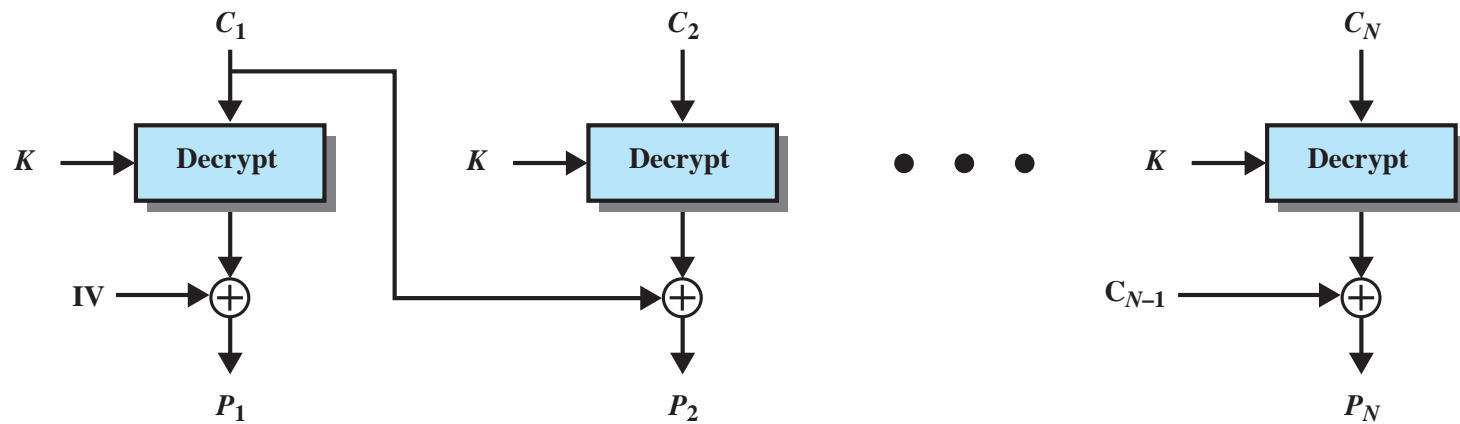 C1 C2 CN
K Decrypt K Decrypt K Decrypt
IV CN–1
P1 P2 PN